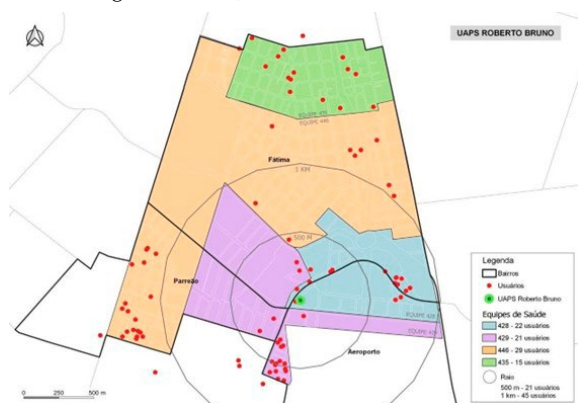 UAPS ROBERTO BRUNO
EQUIPE 435
EQUIPE 446
Fátima
1 KM
500 M
Parreão
EQUIPE 428
EQUIPE 429
Aeroporto
Legenda
Bairros
Usuários
UAPS Roberto Bruno
Equipes de Saúde
428 - 22 usuários
429 - 21 usuários
446 - 29 usuários
435 - 15 usuários
Raio
500 m - 21 usuários
1 km - 45 usuários
0 250 500 m